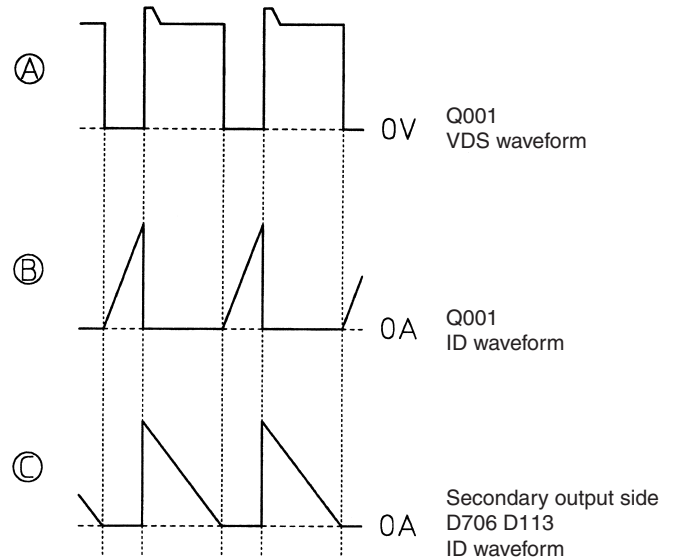 Ⓐ
0V
Q001
VDS waveform
Ⓑ
0A
Q001
ID waveform
Ⓒ
0A
Secondary output side
D706 D113
ID waveform